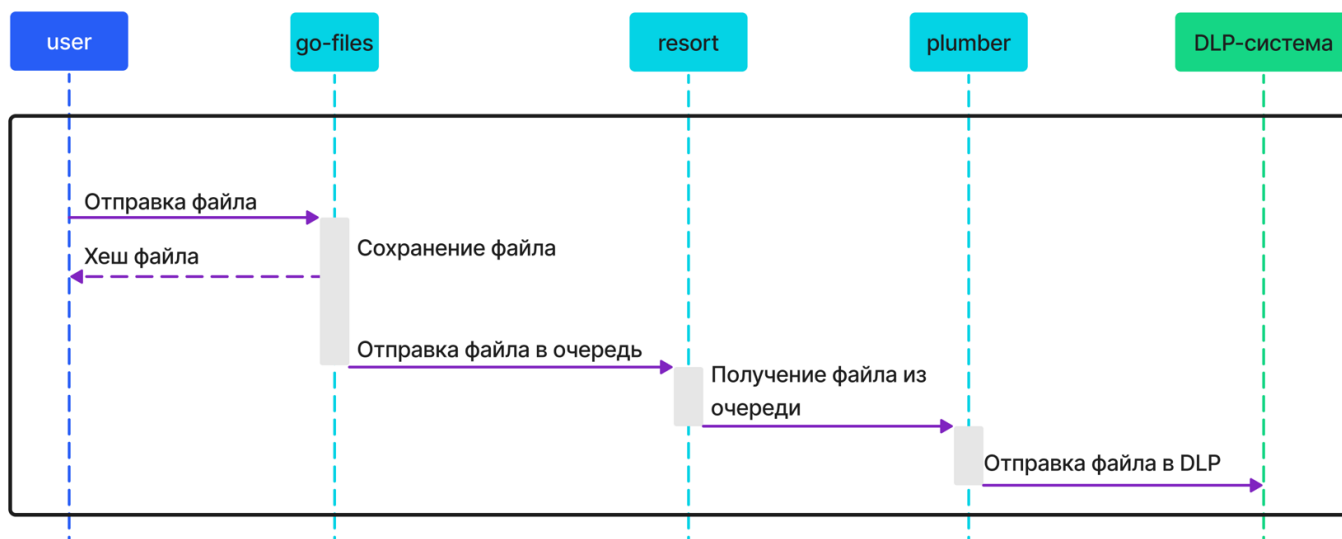 user
go-files
resort
plumber
DLP-система
Отправка файла
Сохранение файла
Хеш файла
Отправка файла в очередь
Получение файла из
очереди
Отправка файла в DLP